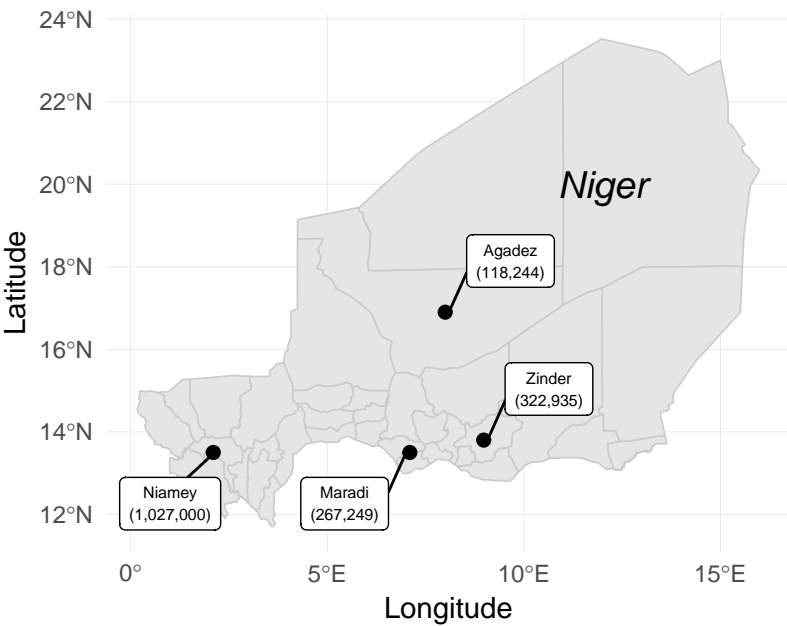 24°N
22°N
20°N
18°N
16°N
14°N
12°N
Latitude
Niger
Agadez
(118,244)
Zinder
(322,935)
Niamey
(1,027,000)
Maradi
(267,249)
0° 5°E 10°E 15°E
Longitude